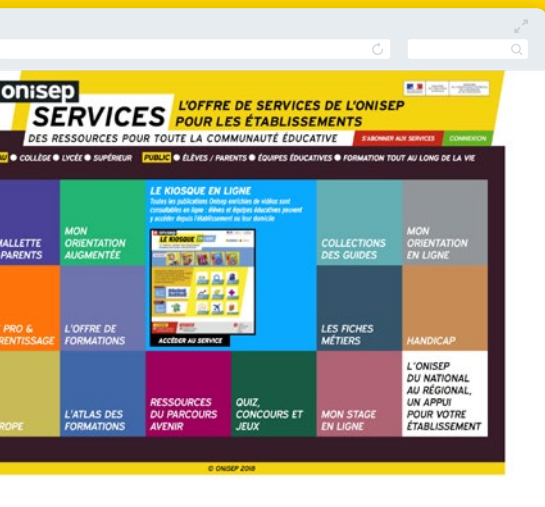 onisep
SERVICES
L'OFFRE DE SERVICES DE L'ONISEP
POUR LES ÉTABLISSEMENTS
DES RESSOURCES POUR TOUTE LA COMMUNAUTÉ ÉDUCATIVE
S'ABONNER AUX SERVICES
CONNEXION
COLLÈGE LYCÉE SUPÉRIEUR PUBLIC ÉLÈVES / PARENTS ÉQUIPES ÉDUCATIVES FORMATION TOUT AU LONG DE LA VIE
MALLETTE
PARENTS
MON
ORIENTATION
AUGMENTÉE
LE KIOSQUE EN LIGNE
Toutes les publications Onisep enrichies de vidéos sont
consultables en ligne : élèves et équipes éducatives peuvent
y accéder depuis l'établissement ou leur domicile
LE KIOSQUE
ACCÉDER AU SERVICE
COLLECTIONS
DES GUIDES
MON
ORIENTATION
EN LIGNE
PRO &
RENTISSAGE
L'OFFRE DE
FORMATIONS
LES FICHES
MÉTIERS
HANDICAP
ROPE
L'ATLAS DES
FORMATIONS
RESSOURCES
DU PARCOURS
AVENIR
QUIZ,
CONCOURS ET
JEUX
MON STAGE
EN LIGNE
L'ONISEP
DU NATIONAL
AU RÉGIONAL,
UN APPUI
POUR VOTRE
ÉTABLISSEMENT
© ONISEP 2018